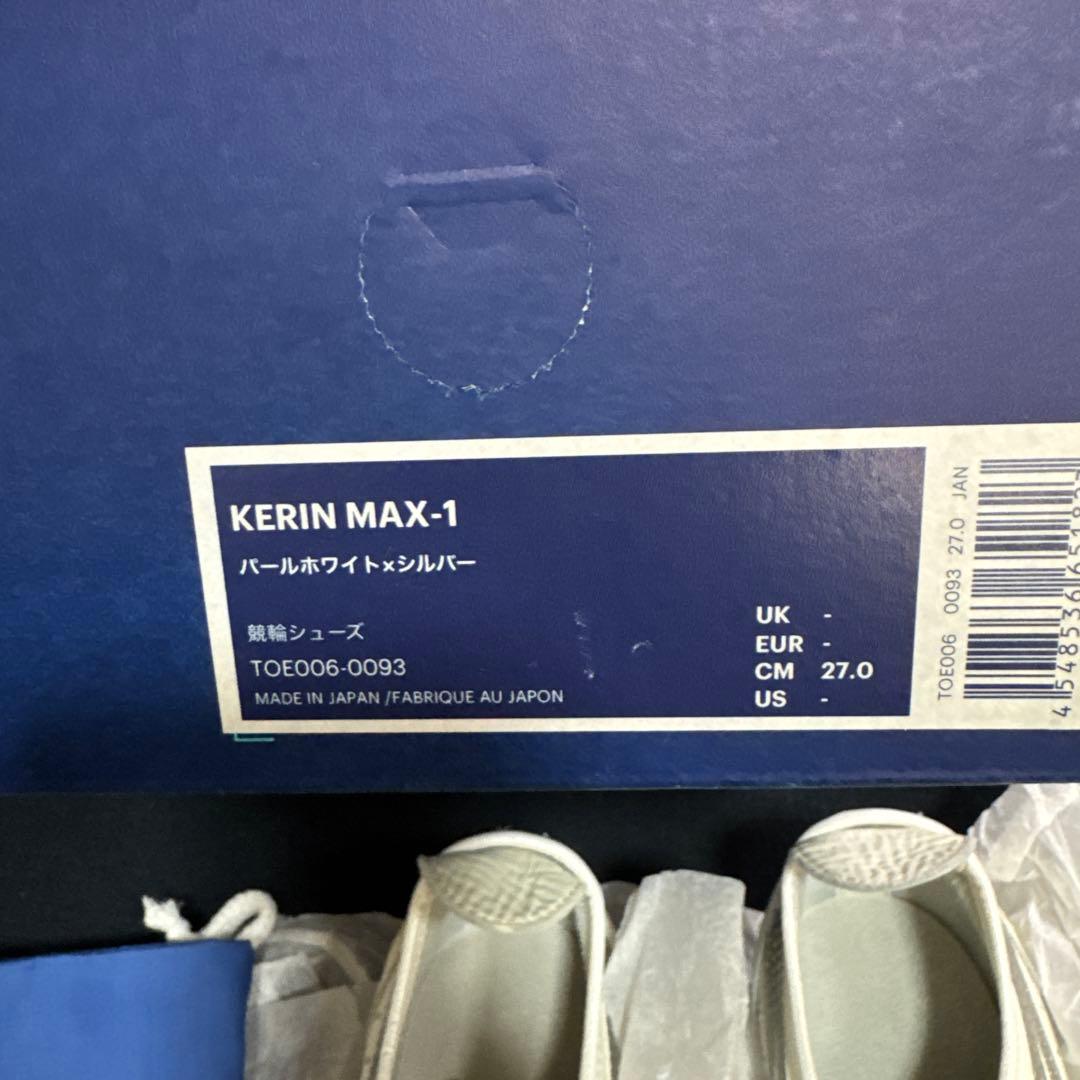 KERIN MAX-1
パールホワイト×シルバー
競輪シューズ
TOE006-0093
MADE IN JAPAN /FABRIQUE AU JAPON
UK -
EUR -
CM 27.0
US -
TOE006 0093 27.0 JAN